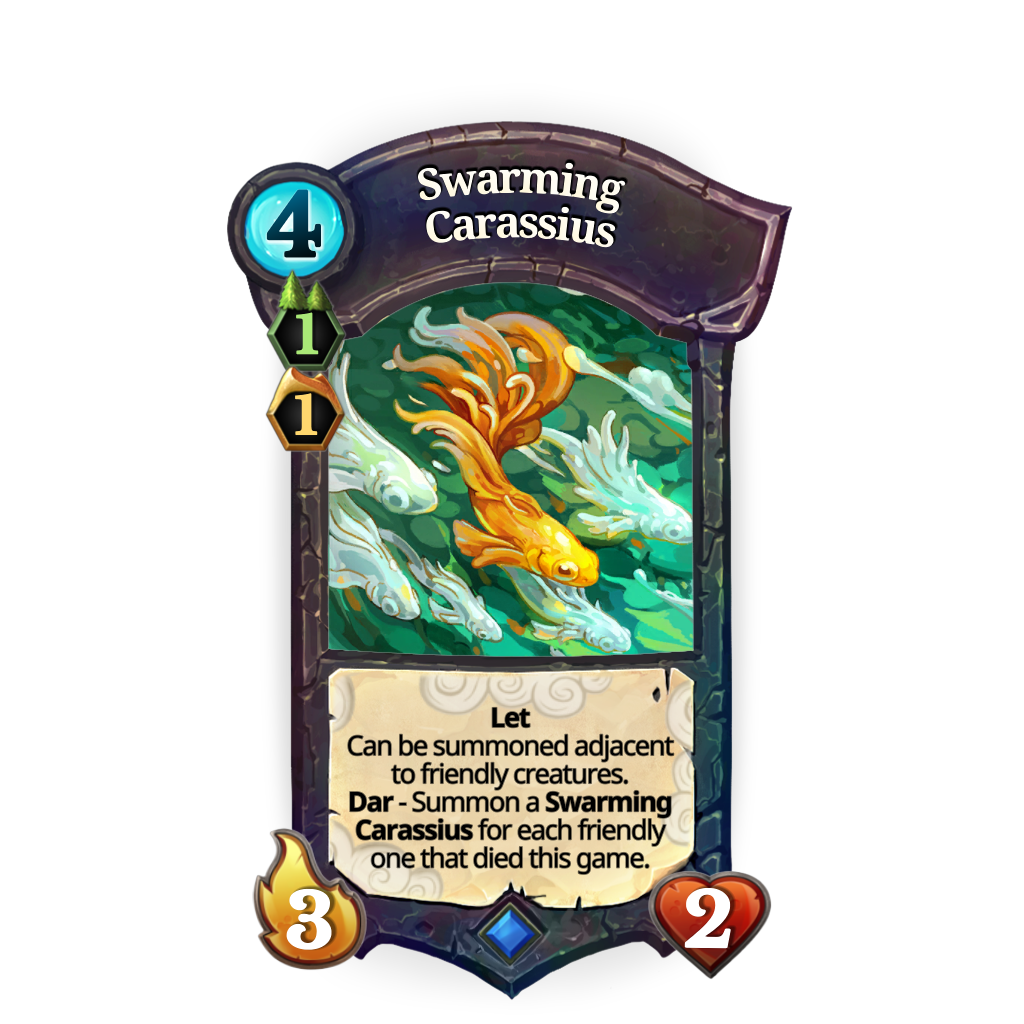 Swarming
Carassius
4
1
1
Let
Can be summoned adjacent
to friendly creatures.
Dar - Summon a Swarming
Carassius for each friendly
one that died this game.
3
2